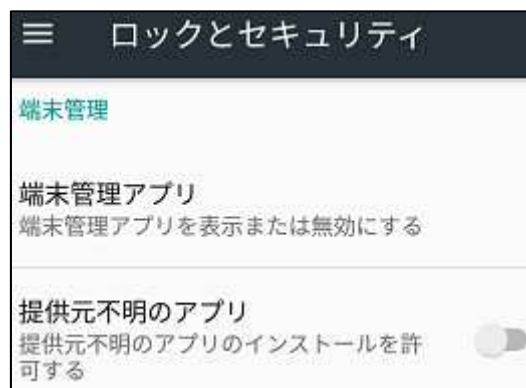 ロックとセキュリティ
端末管理
端末管理アプリ
端末管理アプリを表示または無効にする
提供元不明のアプリ
提供元不明のアプリのインストールを許
可する